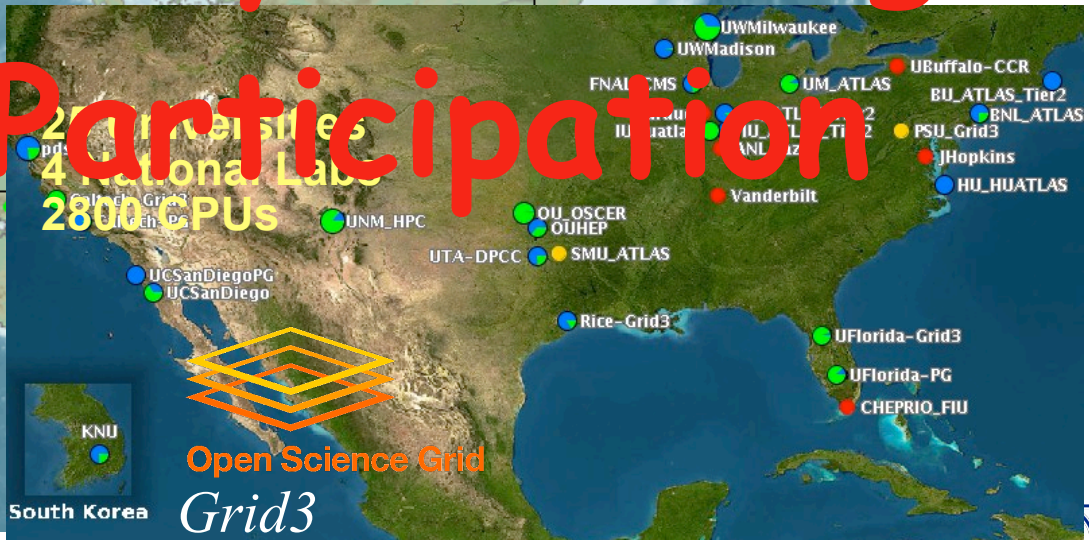 UWMilwaukee
UWMadison
UBuffalo-CCR
FNAL_CMS
UM_ATLAS
BU_ATLAS_Tier2
Participation
BNL_ATLAS
Universities
PSU_Grid3
4 National Labs
JHopkins
HU_HUATLAS
Vanderbilt
2800 CPUs
UNM_HPC
OU_OSCER
OUHEP
UTA-DPCC
SMU_ATLAS
UCSanDiegoPG
UCSanDiego
Rice-Grid3
UFlorida-Grid3
UFlorida-PG
CHEPRIO_FIU
KNU
Open Science Grid
South Korea
Grid3